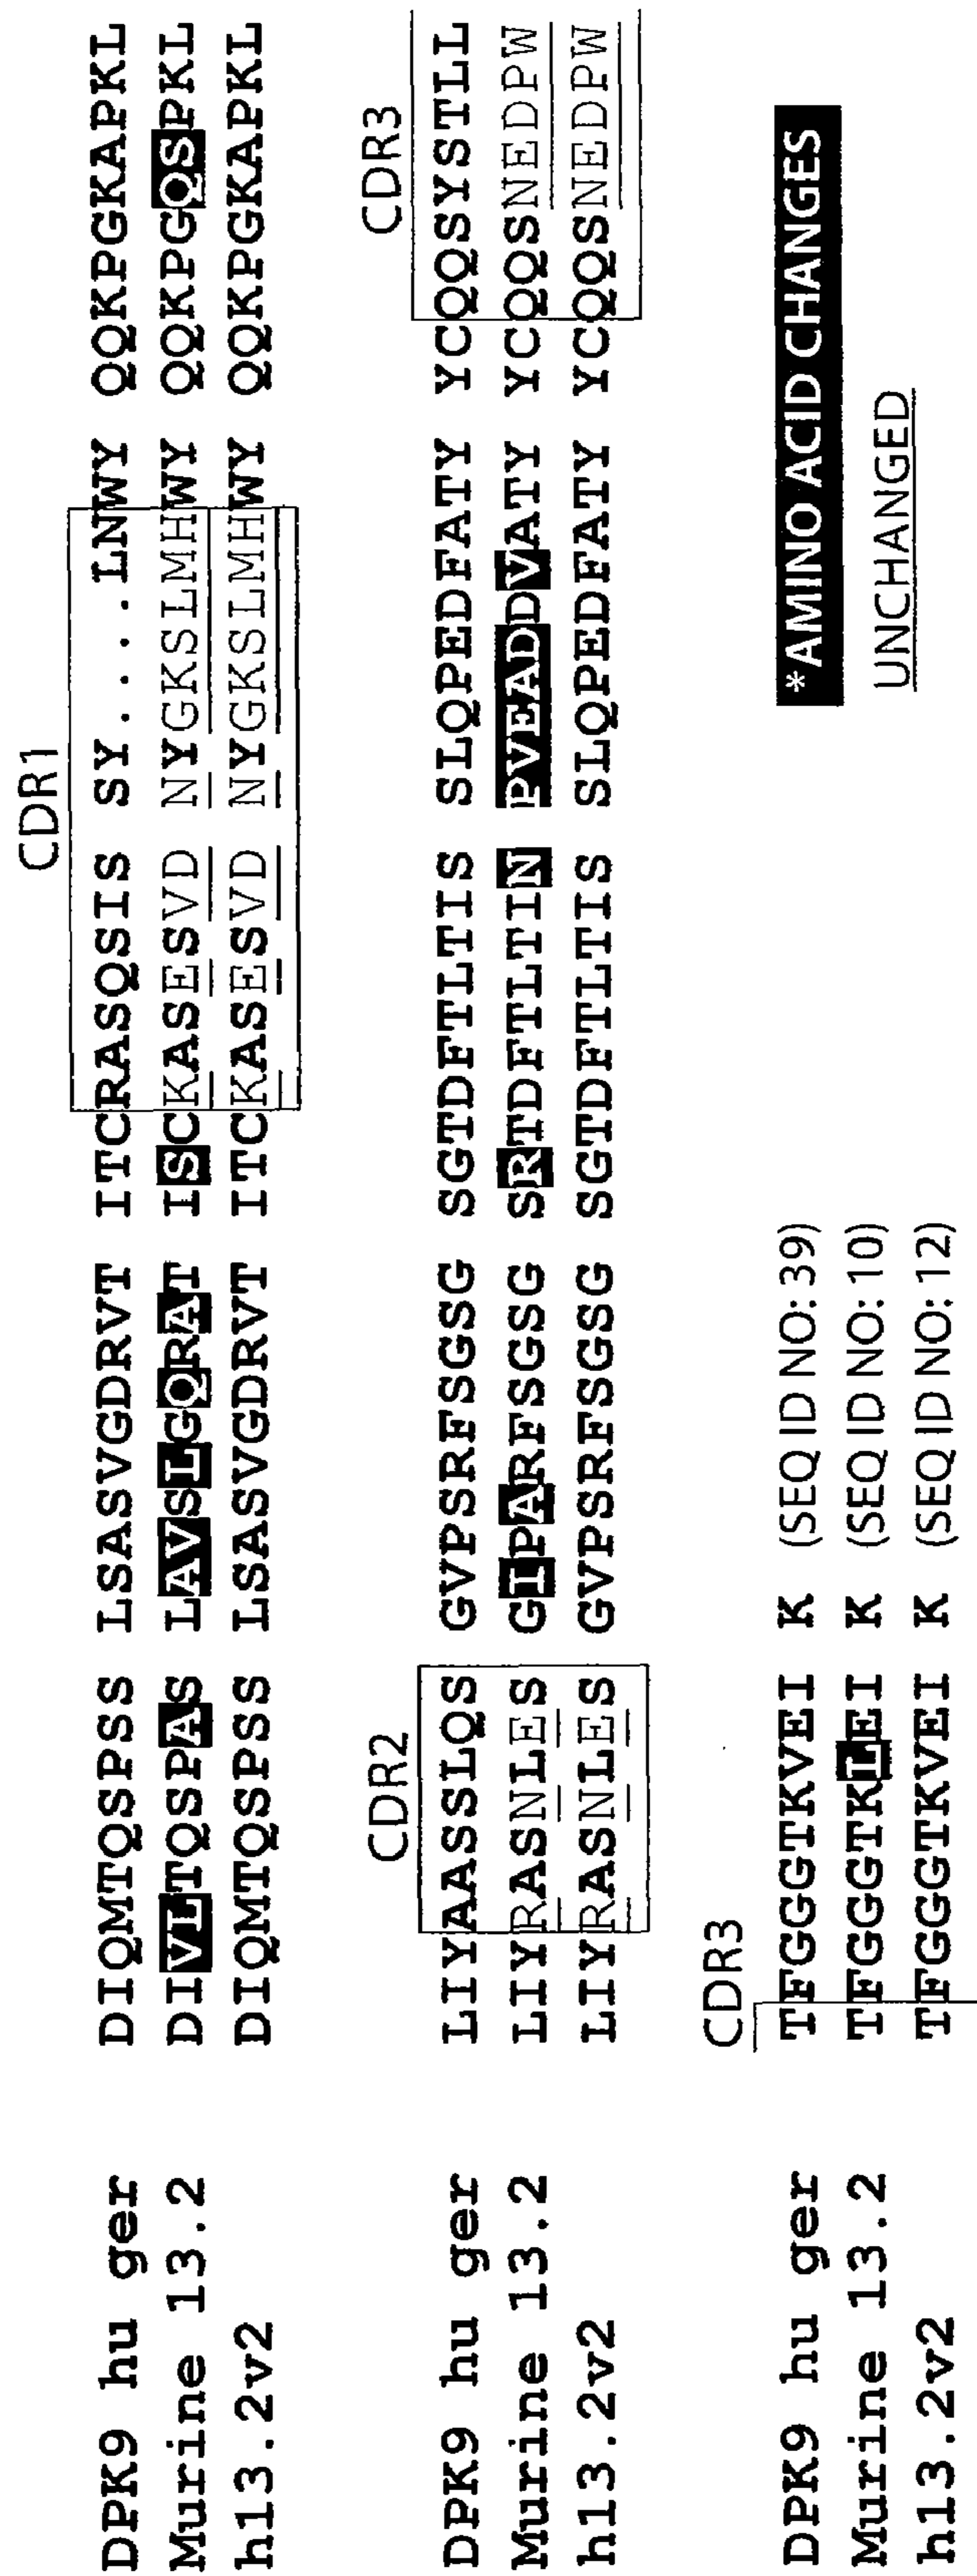 CDR1
DPK9 hu ger DIQMTQSPSS LSASVGDRVT ITCRASQSIS SY....LNWY QQKPGKAPKL
Murine 13.2 DIVLTQSPAS LAVSLGQRAT ISCKASESVD NYGKSLMHWY QQKPGQSPKL
h13.2v2 DIQMTQSPSS LSASVGDRVT ITCKASESVD NYGKSLMHWY QQKPGKAPKL
CDR2 CDR3
DPK9 hu ger LIYAASSLQS GVPSRFSGSG SGTDFTLTIS SLQPEDFATY YCQQSYSTLL
Murine 13.2 LIYRASNLES GIPARFSGSG SRTDFTLTIN PVEADDVATY YCQQSNEDPW
h13.2v2 LIYRASNLES GVPSRFSGSG SGTDFTLTIS SLQPEDFATY YCQQSNEDPW
CDR3
DPK9 hu ger TFGGGTKVEI K (SEQ ID NO: 39)
Murine 13.2 TFGGGTKLEI K (SEQ ID NO: 10)
h13.2v2 TFGGGTKVEI K (SEQ ID NO: 12)
*AMINO ACID CHANGES
UNCHANGED